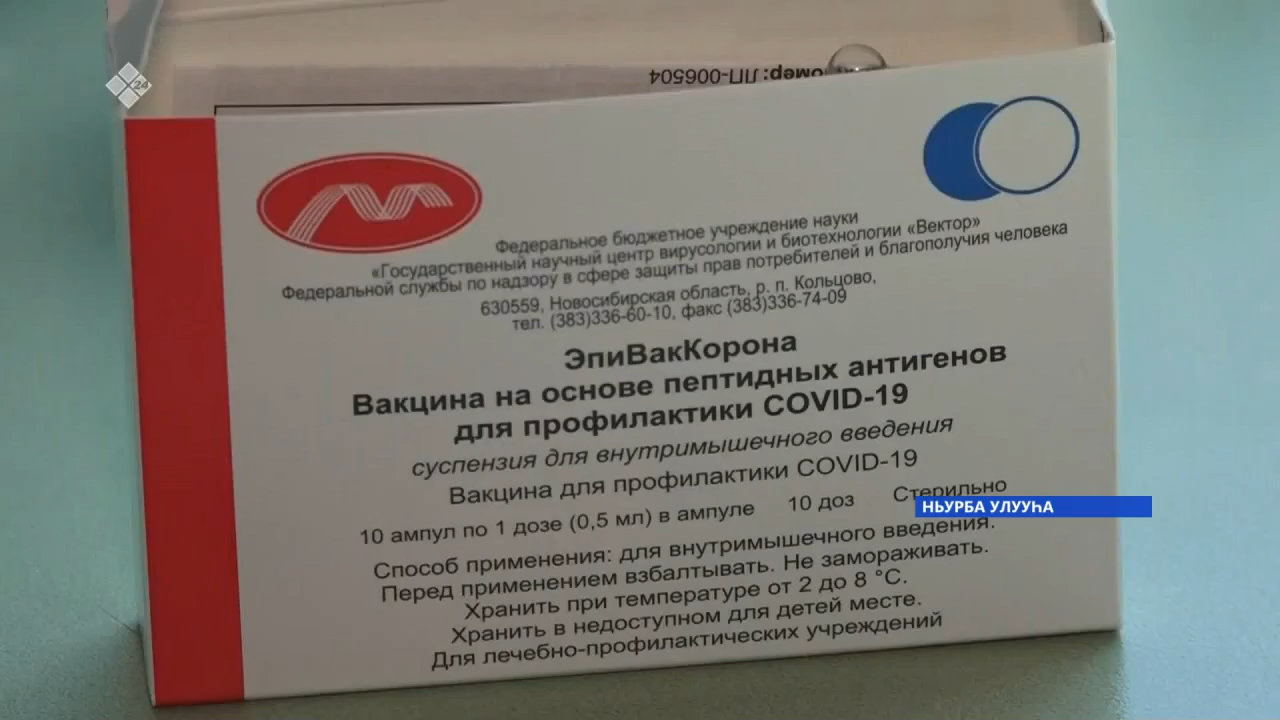 24
номер: ЛП-006504
Федеральное бюджетное учреждение науки
«Государственный научный центр вирусологии и биотехнологии «Вектор»
Федеральной службы по надзору в сфере защиты прав потребителей и благополучия человека
630559, Новосибирская область, р. п. Кольцово,
тел. (383)336-60-10, факс (383)336-74-09
ЭпиВакКорона
Вакцина на основе пептидных антигенов
для профилактики COVID-19
суспензия для внутримышечного введения
Вакцина для профилактики COVID-19
10 ампул по 1 дозе (0,5 мл) в ампуле 10 доз Стерильно
НЬУРБА УЛУУҺА
Способ применения: для внутримышечного введения.
Перед применением взбалтывать. Не замораживать.
Хранить при температуре от 2 до 8 °С.
Хранить в недоступном для детей месте.
Для лечебно-профилактических учреждений